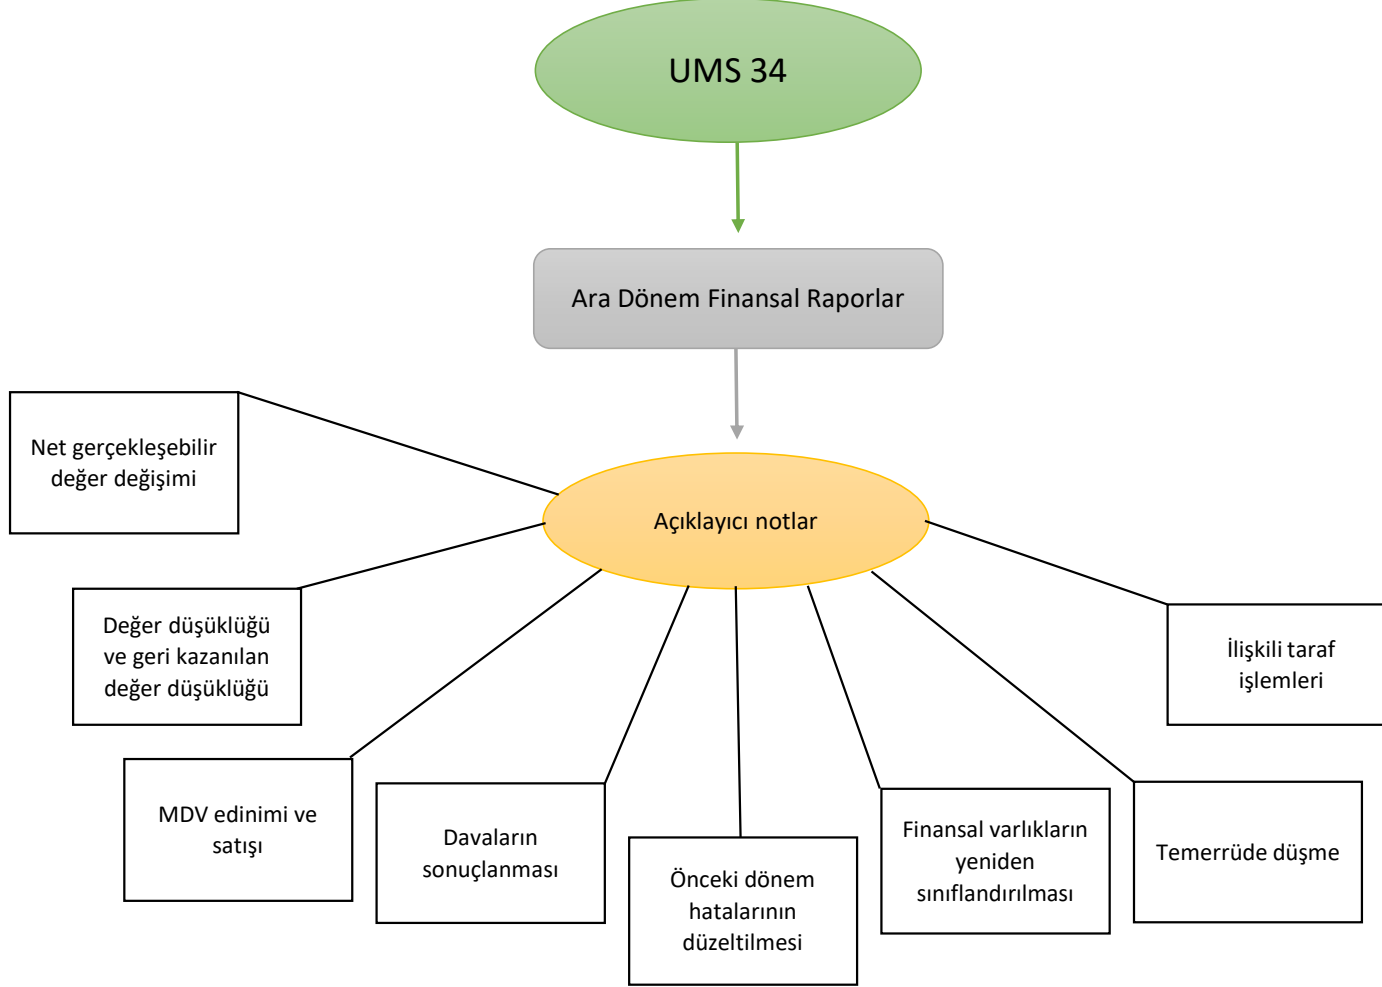 UMS 34
Ara Dönem Finansal Raporlar
Açıklayıcı notlar
Net gerçekleşebilir
değer değişimi
Değer düşüklüğü
ve geri kazanılan
değer düşüklüğü
MDV edinimi ve
satışı
Davaların
sonuçlanması
Önceki dönem
hatalarının
düzeltilmesi
Finansal varlıkların
yeniden
sınıflandırılması
Temerrüde düşme
İlişkili taraf
işlemleri